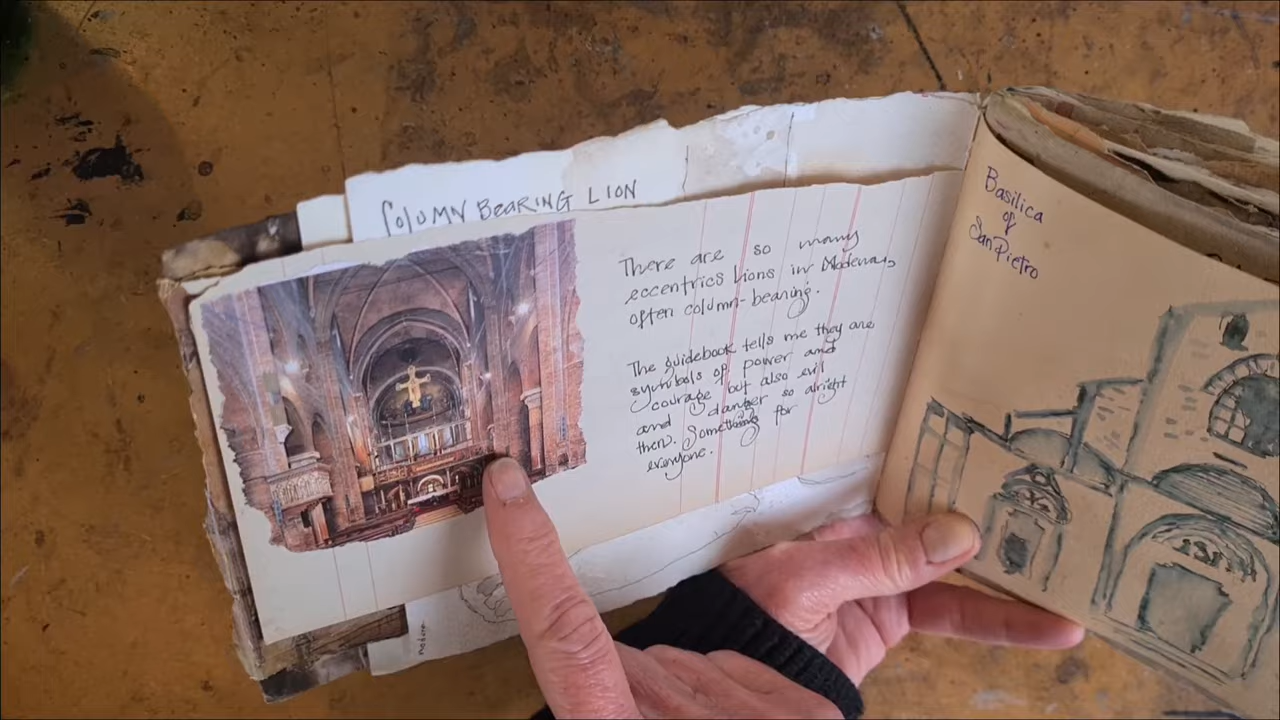 COLUMN BEARING LION
There are so many
eccentrics Lions in Modena,
often column-bearing.
The guidebook tells me they are
symbols of power and
courage but also evil
and danger so alright
then. Something for
everyone.
modena
Basilica
of
San Pietro